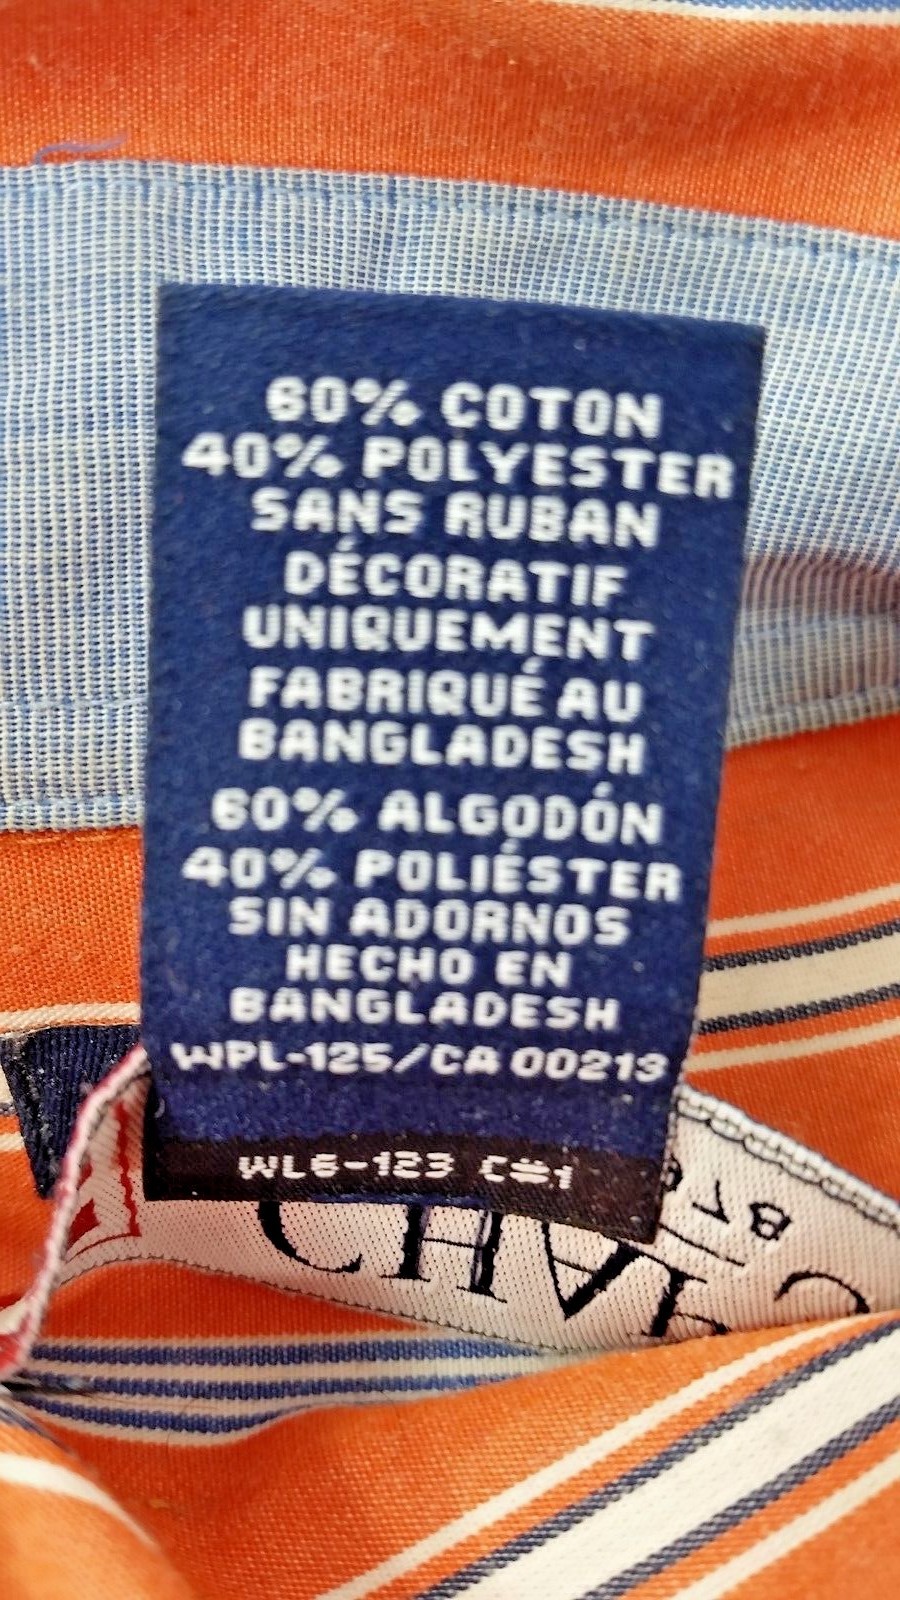 60% COTON
40% POLYESTER
SANS RUBAN
DÉCORATIF
UNIQUEMENT
FABRIQUÉ AU
BANGLADESH
60% ALGODÓN
40% POLIÉSTER
SIN ADORNOS
HECHO EN
BANGLADESH
WPL-125/CA 00213
WL6-123 C#1